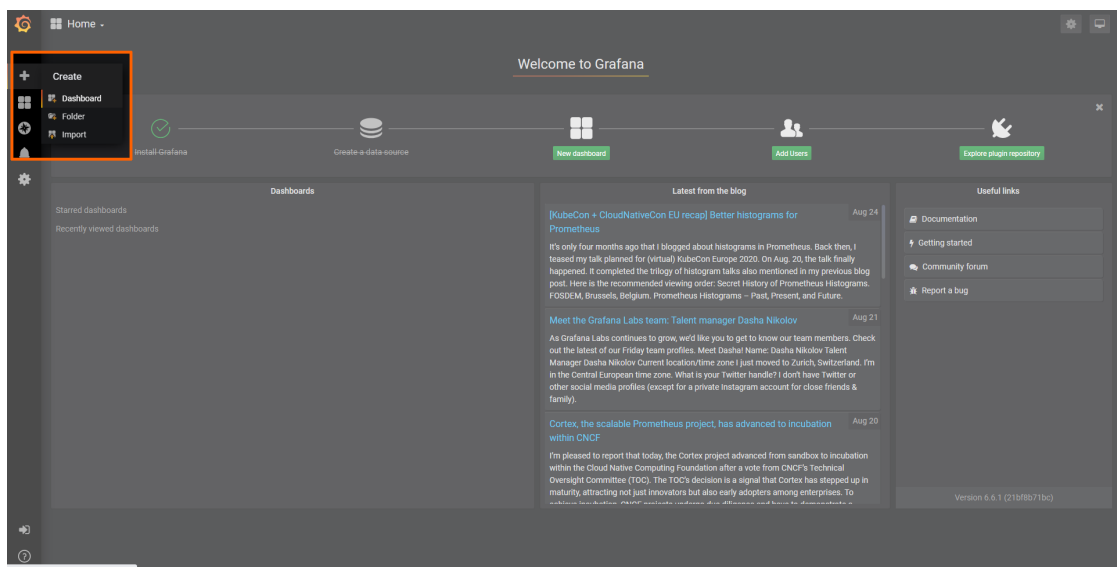 Home
Welcome to Grafana
Create
Dashboard
Folder
Import
Install Grafana
Create a data source
New dashboard
Add Users
Explore plugin repository
Dashboards
Starred dashboards
Recently viewed dashboards
Latest from the blog
[KubeCon + CloudNativeCon EU recap] Better histograms for
Prometheus
Aug 24
It's only four months ago that I blogged about histograms in Prometheus. Back then, I
teased my talk planned for (virtual) KubeCon Europe 2020. On Aug. 20, the talk finally
happened. It completed the trilogy of histogram talks also mentioned in my previous blog
post. Here is the recommended viewing order: Secret History of Prometheus Histograms.
FOSDEM, Brussels, Belgium. Prometheus Histograms – Past, Present, and Future.
Meet the Grafana Labs team: Talent manager Dasha Nikolov
Aug 21
As Grafana Labs continues to grow, we'd like you to get to know our team members. Check
out the latest of our Friday team profiles. Meet Dasha! Name: Dasha Nikolov Talent
Manager Dasha Nikolov Current location/time zone I just moved to Zurich, Switzerland. I'm
in the Central European time zone. What is your Twitter handle? I don't have Twitter or
other social media profiles (except for a private Instagram account for close friends &
family).
Cortex, the scalable Prometheus project, has advanced to incubation
within CNCF
Aug 20
I'm pleased to report that today, the Cortex project advanced from sandbox to incubation
within the Cloud Native Computing Foundation after a vote from CNCF's Technical
Oversight Committee (TOC). The TOC's decision is a signal that Cortex has stepped up in
maturity, attracting not just innovators but also early adopters among enterprises. To
achieve incubation, CNCF projects undergo due diligence and have to demonstrate a
Useful links
Documentation
Getting started
Community forum
Report a bug
Version 6.6.1 (21bf8b71bc)